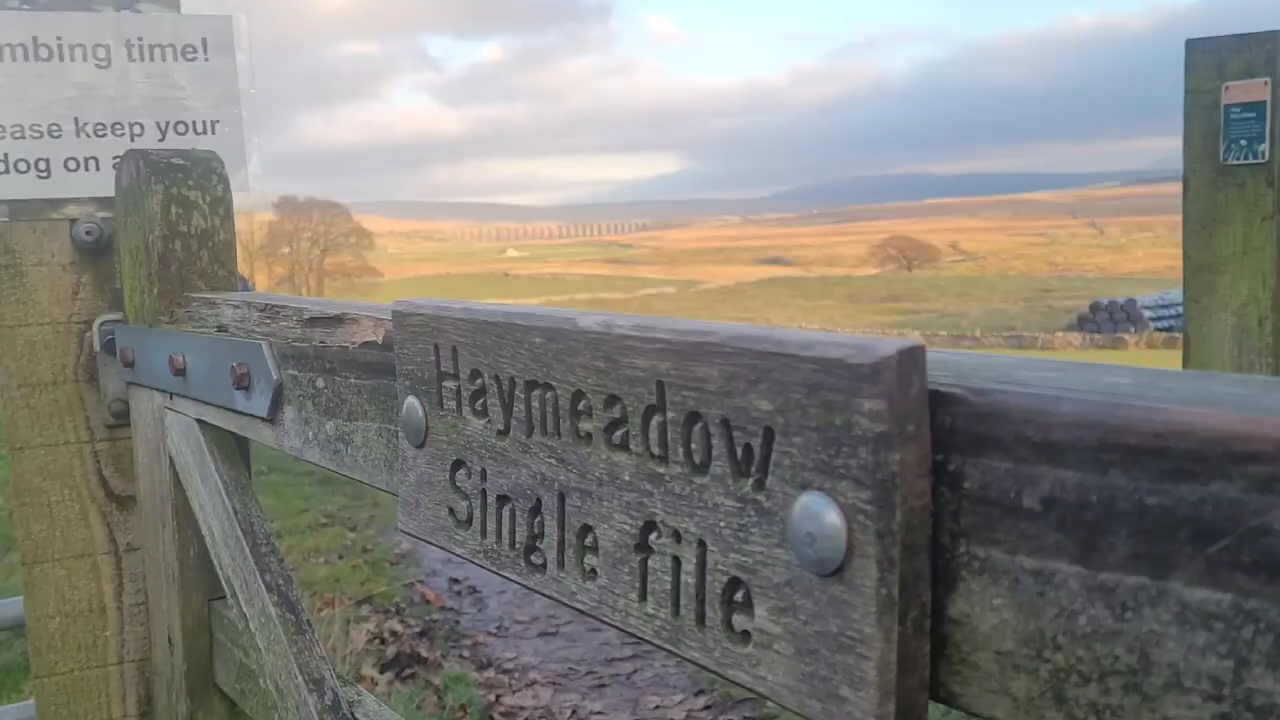 mbing time!
ease keep your
dog on a
Haymeadow
Single file